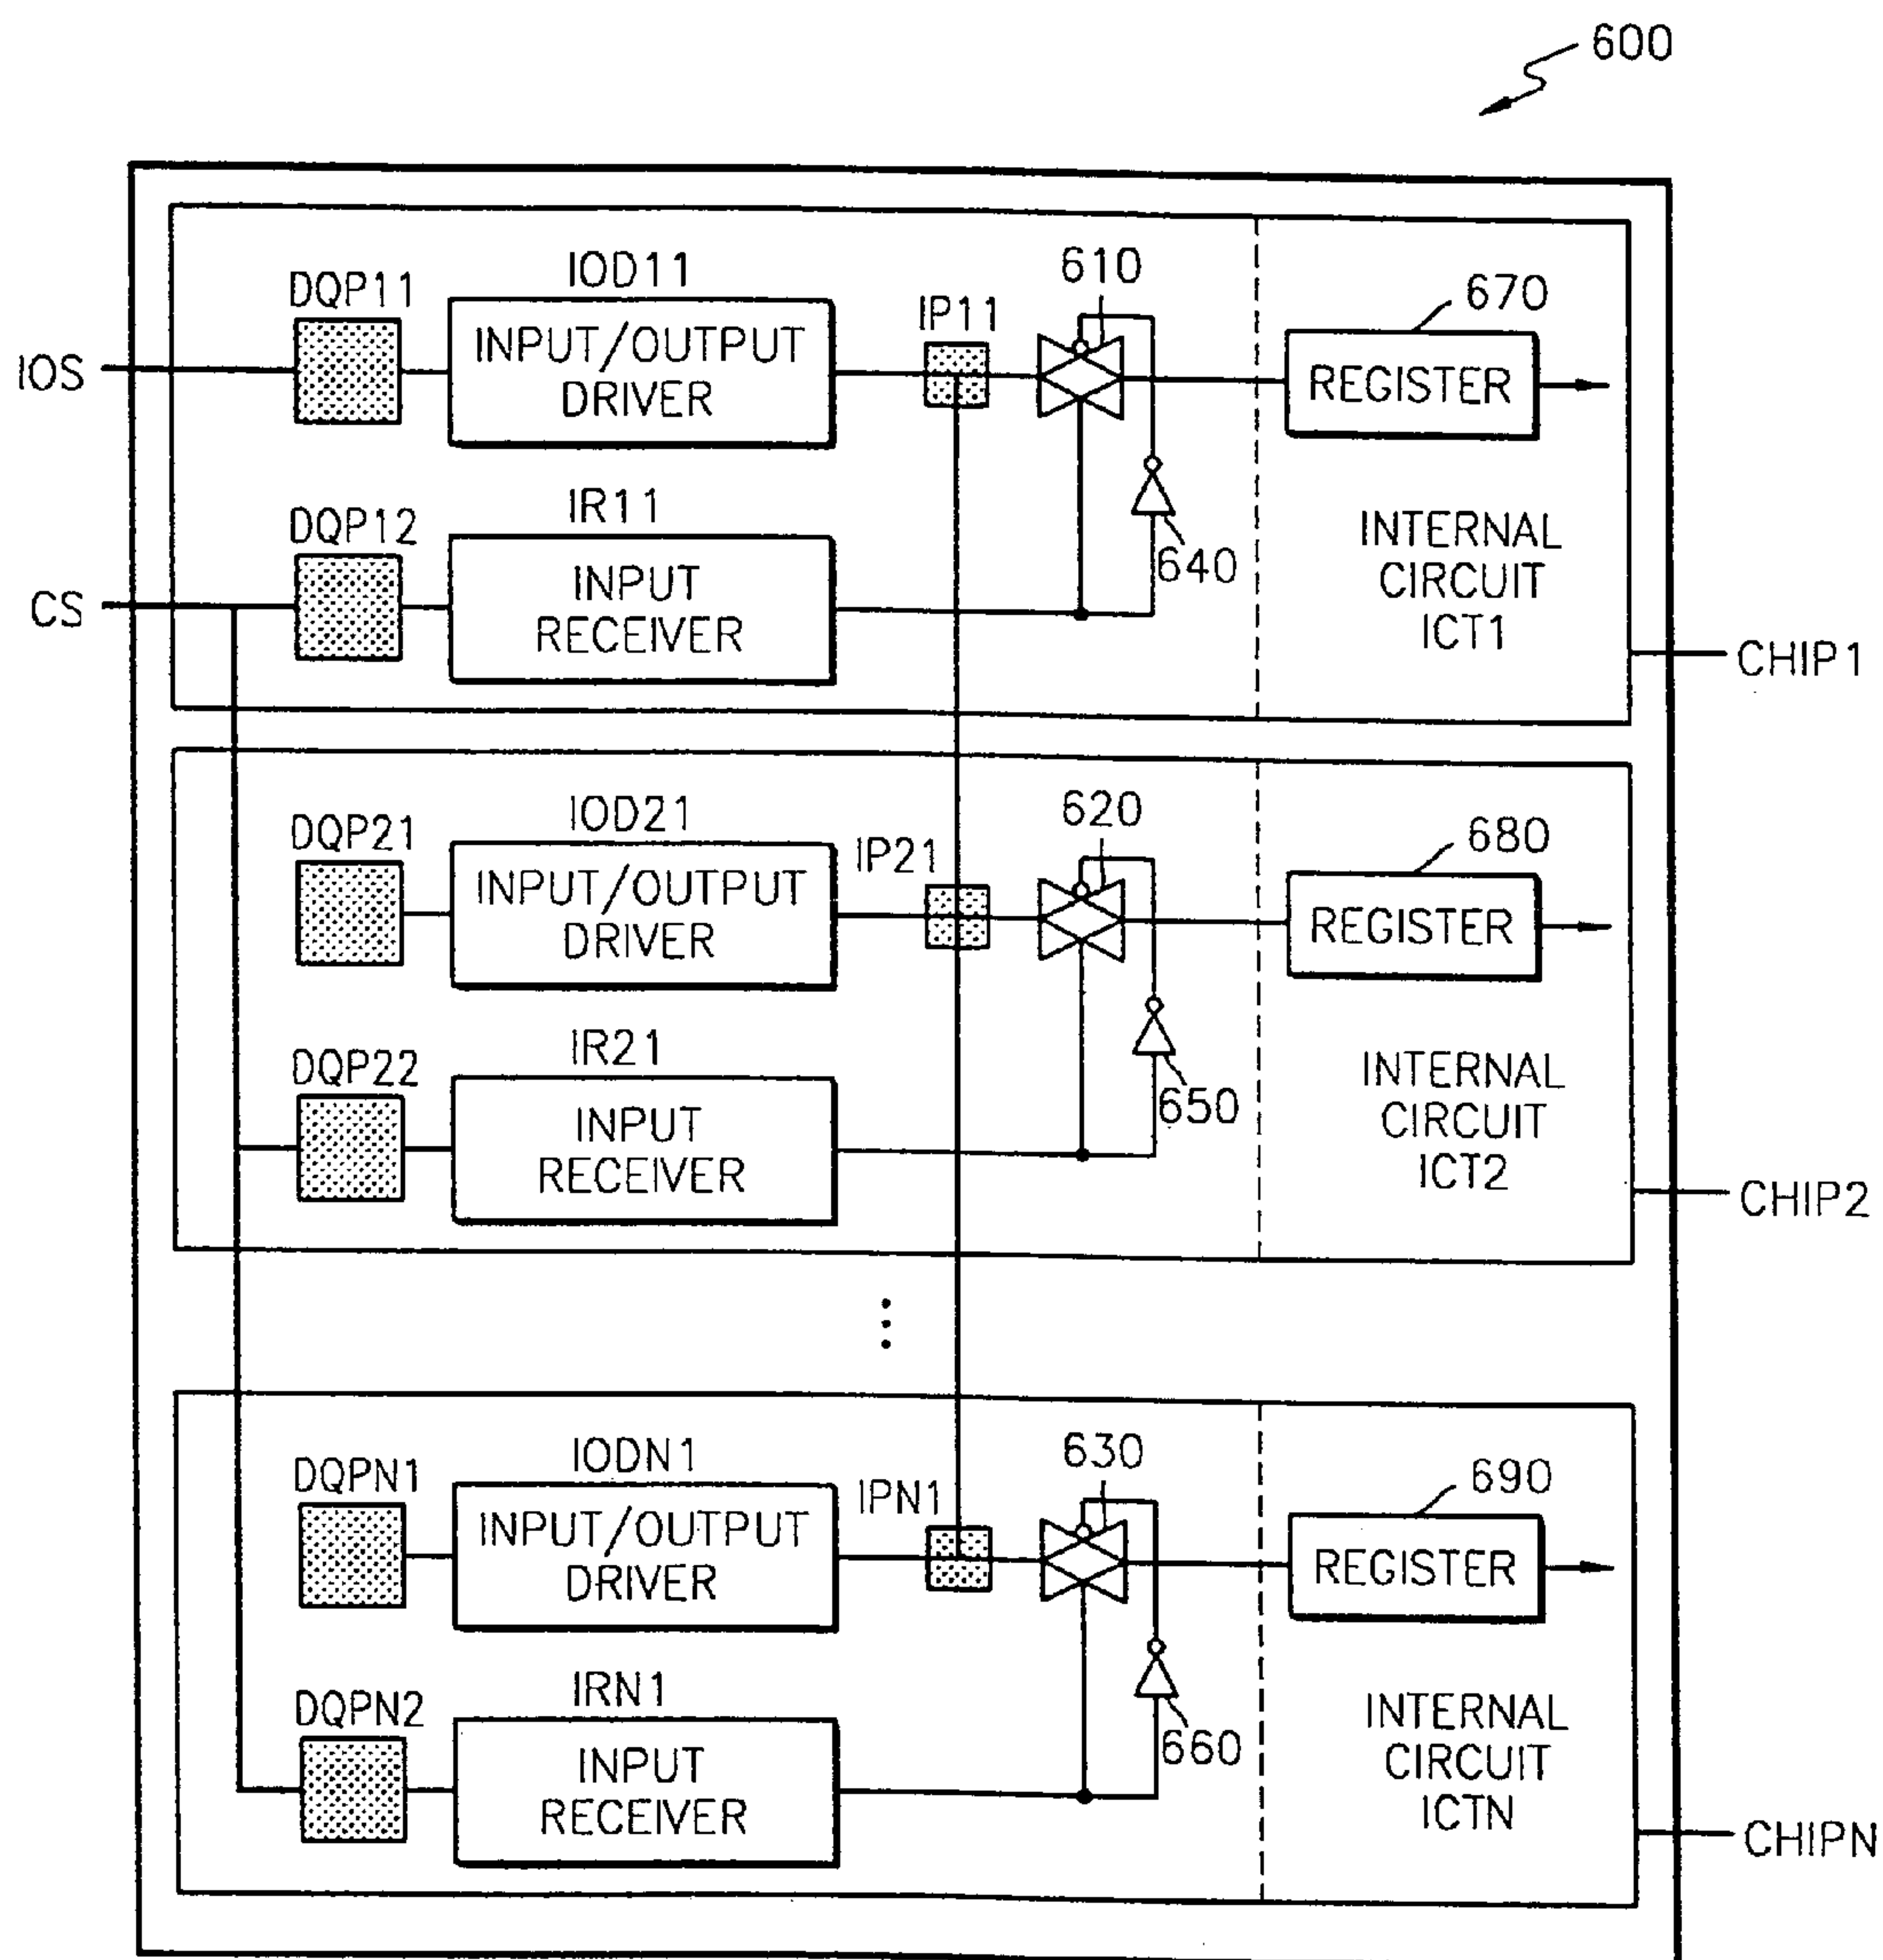 600
IOD11
610
DQP11
IP11
670
IOS
INPUT/OUTPUT
DRIVER
REGISTER
IR11
DQP12
INTERNAL
CIRCUIT
ICT1
640
CS
INPUT
RECEIVER
CHIP1
IOD21
620
DQP21
IP21
680
INPUT/OUTPUT
DRIVER
REGISTER
IR21
DQP22
INTERNAL
CIRCUIT
ICT2
650
INPUT
RECEIVER
CHIP2
IODN1
630
DQPN1
IPN1
690
INPUT/OUTPUT
DRIVER
REGISTER
IRN1
DQPN2
INTERNAL
CIRCUIT
ICTN
660
INPUT
RECEIVER
CHIPN